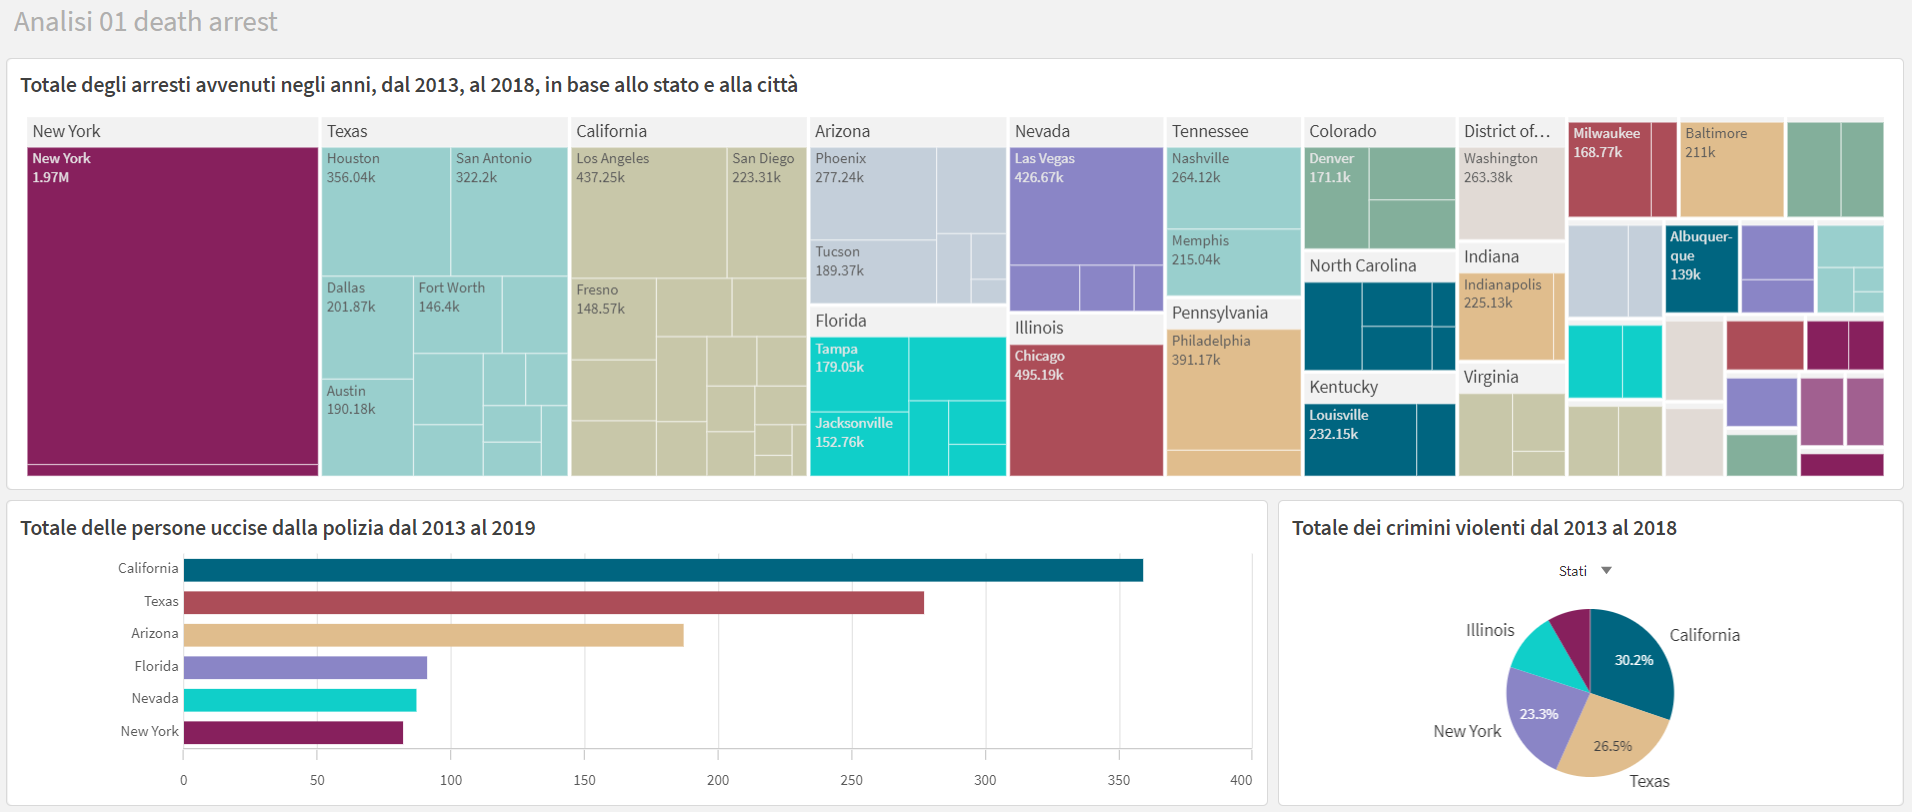 Analisi 01 death arrest
Totale degli arresti avvenuti negli anni, dal 2013, al 2018, in base allo stato e alla città
New York
New York
1.97M
Texas
Houston
356.04k
San Antonio
322.2k
Dallas
201.87k
Fort Worth
146.4k
Austin
190.18k
California
Los Angeles
437.25k
San Diego
223.31k
Fresno
148.57k
Arizona
Phoenix
277.24k
Tucson
189.37k
Florida
Tampa
179.05k
Jacksonville
152.76k
Nevada
Las Vegas
426.67k
Illinois
Chicago
495.19k
Tennessee
Nashville
264.12k
Memphis
215.04k
Pennsylvania
Philadelphia
391.17k
Colorado
Denver
171.1k
North Carolina
Kentucky
Louisville
232.15k
District of...
Washington
263.38k
Indiana
Indianapolis
225.13k
Virginia
Milwaukee
168.77k
Baltimore
211k
Albuquer-
que
139k
Totale delle persone uccise dalla polizia dal 2013 al 2019
California
Texas
Arizona
Florida
Nevada
New York
0 50 100 150 200 250 300 350 400
Totale dei crimini violenti dal 2013 al 2018
Stati
Illinois
California
30.2%
23.3%
New York
26.5%
Texas